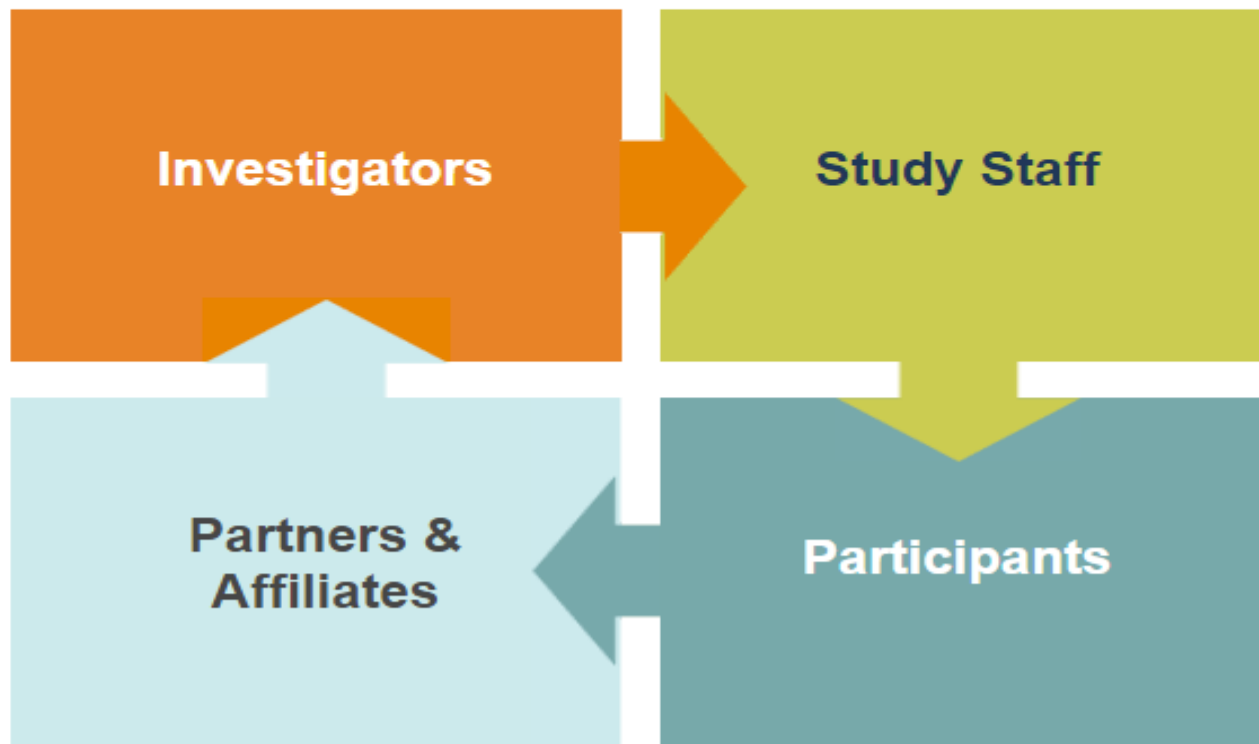 Investigators
Study Staff
Partners &
Affiliates
Participants